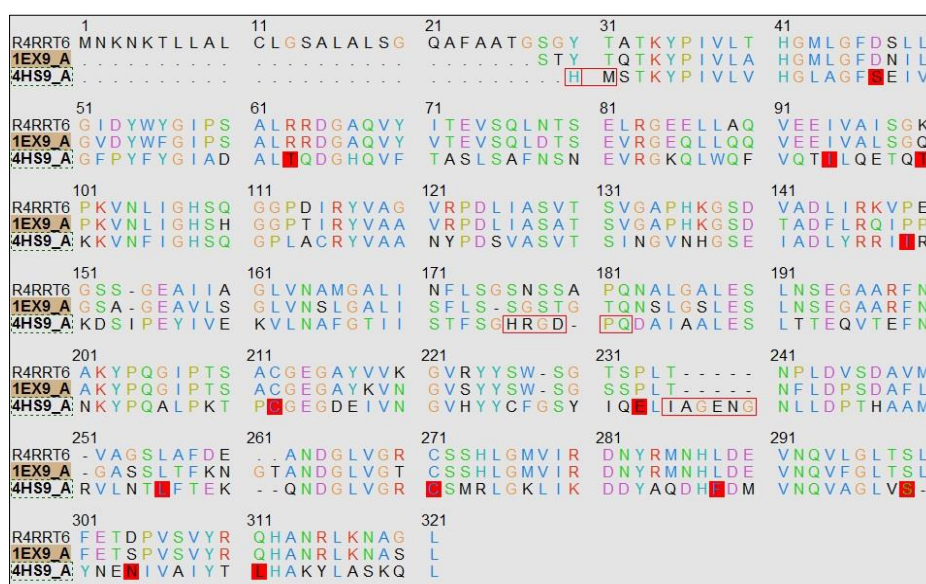 1 11 21 31 41
R4RRT6 MNKNKTLLAL CLGSALALSG QAFAATGSGY TATKYPIVLT HGMLGFDSLL
1EX9_A . . . . . . . . . . . . . . . . . . . . . . . . . . . . STY TQTKYPIVLA HGMLGFDNIL
4HS9_A . . . . . . . . . . . . . . . . . . . . . . . . . . . . H MSTKYPIVLV HGLAGFSEIV
51 61 71 81 91
R4RRT6 GIDYWYGIPS ALRRDGAQVY ITEVSQLNTS ELRGEELLAQ VEEIVAISGK
1EX9_A GVDYWFGIPS ALRRDGAQVY VTEVSQLDTS EVRGEQLLQQ VEEIVALSGQ
4HS9_A GFPYFYGIAD ALTQDGHQVF TASLSAFNSN EVRGKQLWQF VQTILQETQT
101 111 121 131 141
R4RRT6 PKVNLIGHSQ GGPDIRYVAG VRPDLIASVT SVGAPHKGSD VADLIRKVPE
1EX9_A PKVNLIGHSH GGPTIRYVAA VRPDLIASAT SVGAPHKGSD TADFLRQIPP
4HS9_A KKVNFIGHSQ GPLACRYVAA NYPDSVASVT SINGVNHGSE IADLYRRIIR
151 161 171 181 191
R4RRT6 GSS-GEAIIA GLVNAMGALI NFLSGSNSSA PQNALGALES LNSEGAARFN
1EX9_A GSA-GEAVLS GLVNSLGALI SFLS-SGSTG TQNSLGSLES LNSEGAARFN
4HS9_A KDSIPEYIVE KVLNAFGTII STFSGHRGD- PQDAIAALES LTTEQVTEFN
201 211 221 231 241
R4RRT6 AKYPQGIPTS ACGEGAYVVK GVRYYSW-SG TSPLT----- NPLDVSDAVM
1EX9_A AKYPQGIPTS ACGEGAYKVN GVSYYSW-SG TSPLT----- NFLDPSDAFL
4HS9_A NKYPQALPKT PCGEGDEIVN GVHYYCFGSY IQELIAGENG NLLDPTHAAM
251 261 271 281 291
R4RRT6 -VAGSLAFDE --ANDGLVGR CSSHLGMVIR DNYRMNHLDE VNQVLGLTSL
1EX9_A -GASSLTFKN GTANDGLVGT CSSHLGMVIR DNYRMNHLDE VNQVFGLTSL
4HS9_A RVLNTLFTEK --QNDGLVGR CSMRLGKLIK DDYAQDHFDM VNQVAGLVS-
301 311 321
R4RRT6 FETDPVSVYR QHANRLKNAG L
1EX9_A FETSPVSVYR QHANRLKNAS L
4HS9_A YNENIVAIYT LHAKYLASKQ L